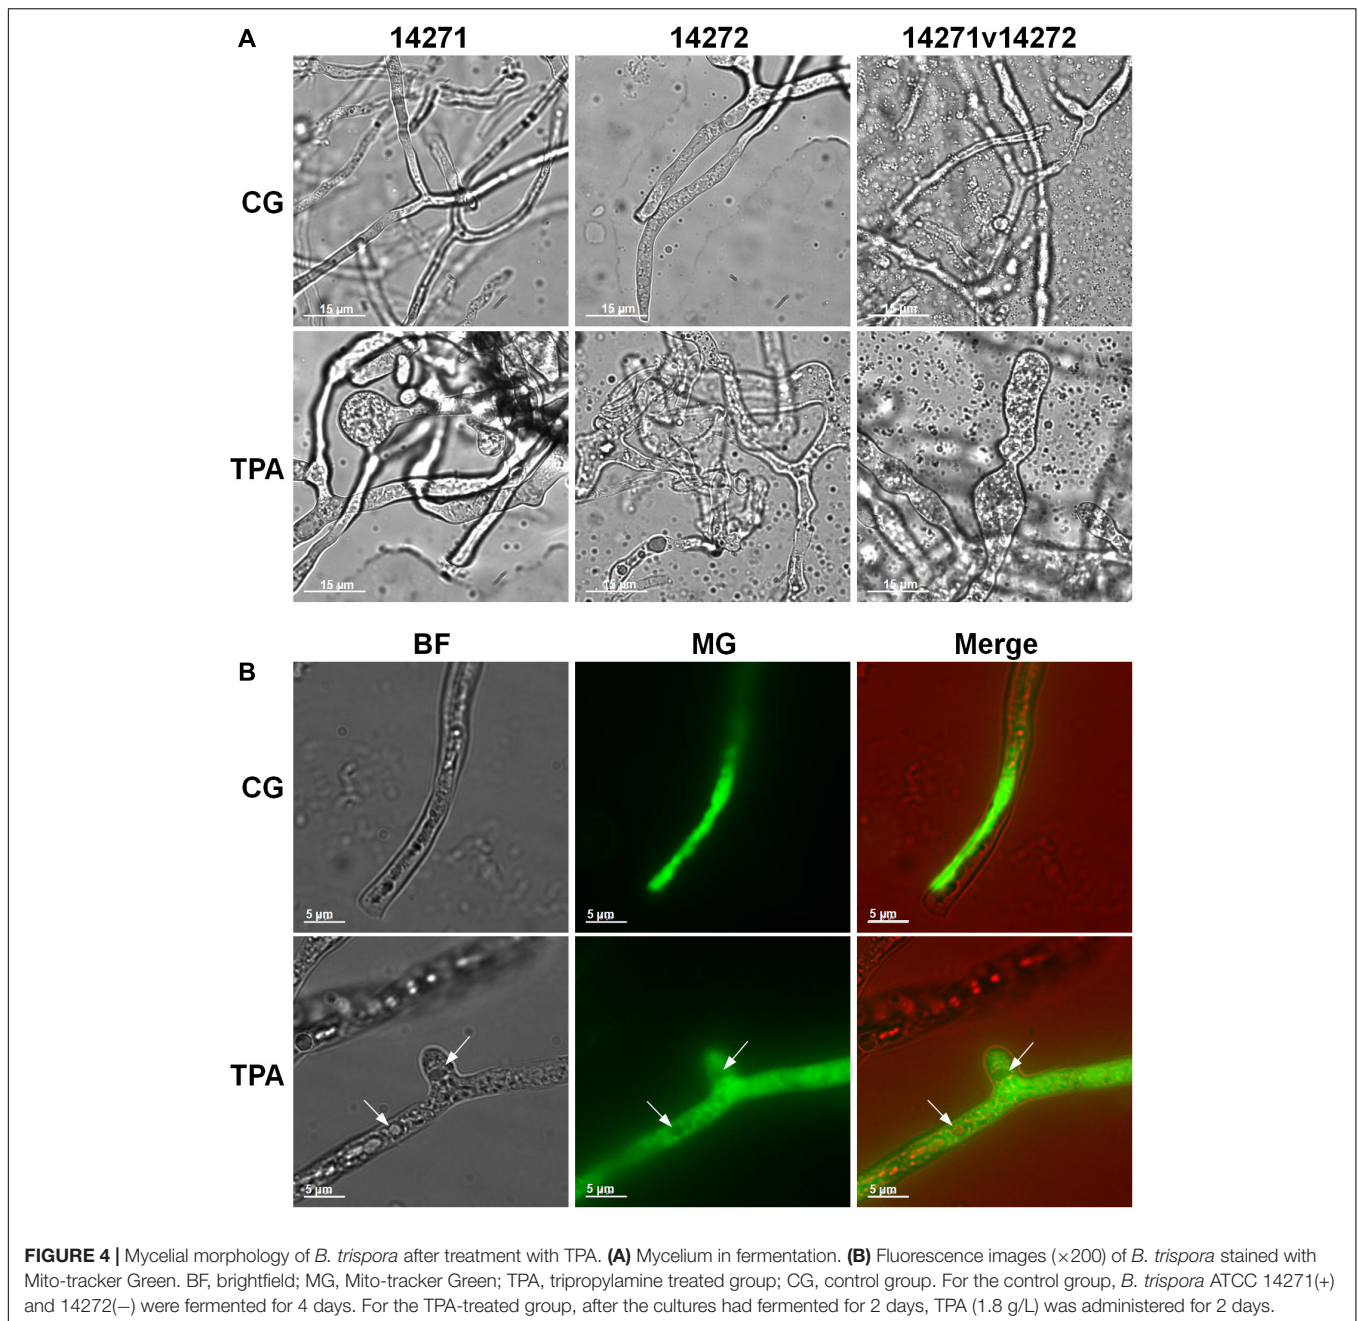 A 14271 14272 14271v14272
CG
15 µm 15 µm 15 µm
TPA
15 µm 15 µm 15 µm
BF MG Merge
B
CG
5 µm 5 µm 5 µm
TPA
5 µm 5 µm 5 µm
FIGURE 4 | Mycelial morphology of B. trispora after treatment with TPA. (A) Mycelium in fermentation. (B) Fluorescence images (×200) of B. trispora stained with
Mito-tracker Green. BF, brightfield; MG, Mito-tracker Green; TPA, tripropylamine treated group; CG, control group. For the control group, B. trispora ATCC 14271(+)
and 14272(−) were fermented for 4 days. For the TPA-treated group, after the cultures had fermented for 2 days, TPA (1.8 g/L) was administered for 2 days.